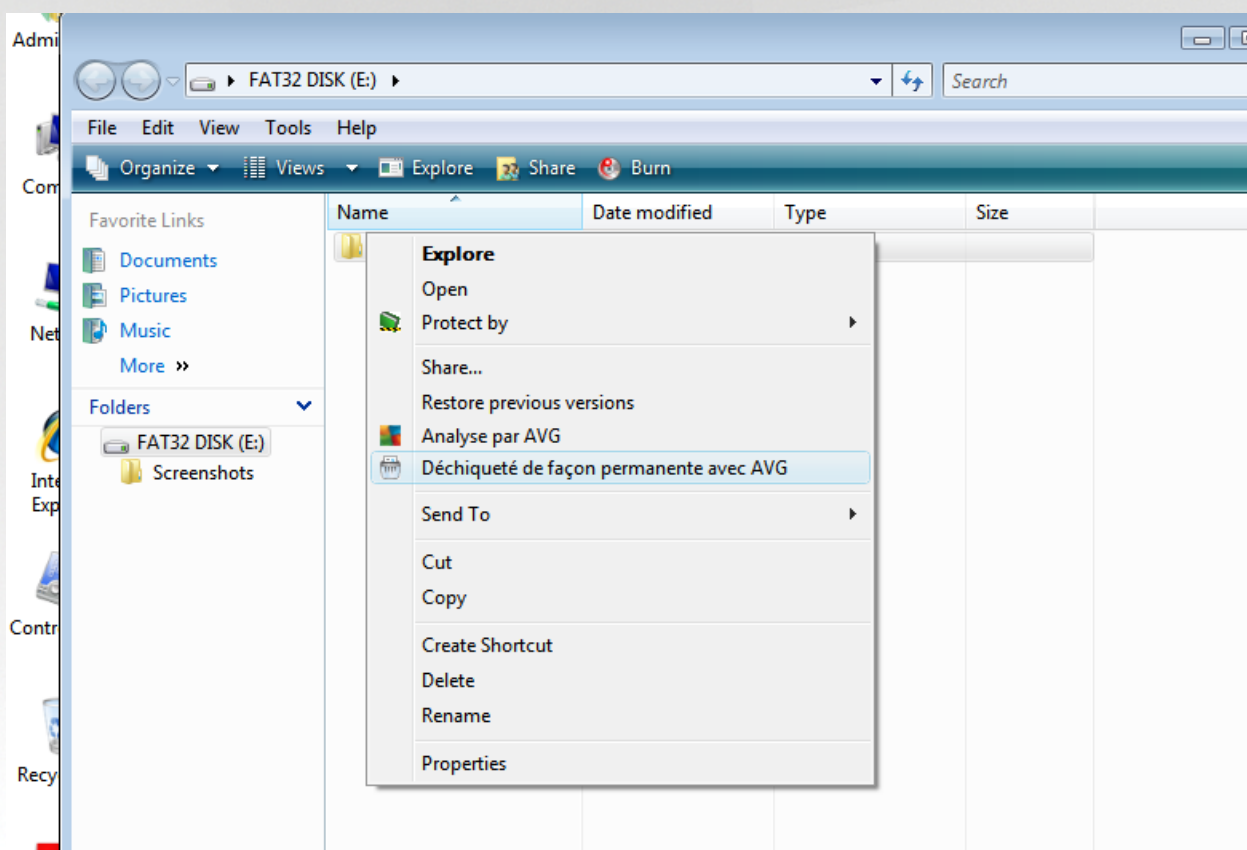 Admi
FAT32 DISK (E:)
Search
File Edit View Tools Help
Organize Views Explore Share Burn
Com
Favorite Links
Name Date modified Type Size
Documents
Pictures
Music
More »
Net
Folders
FAT32 DISK (E:)
Screenshots
Inte
Exp
Contr
Recy
Explore
Open
Protect by
Share...
Restore previous versions
Analyse par AVG
Déchiqueté de façon permanente avec AVG
Send To
Cut
Copy
Create Shortcut
Delete
Rename
Properties